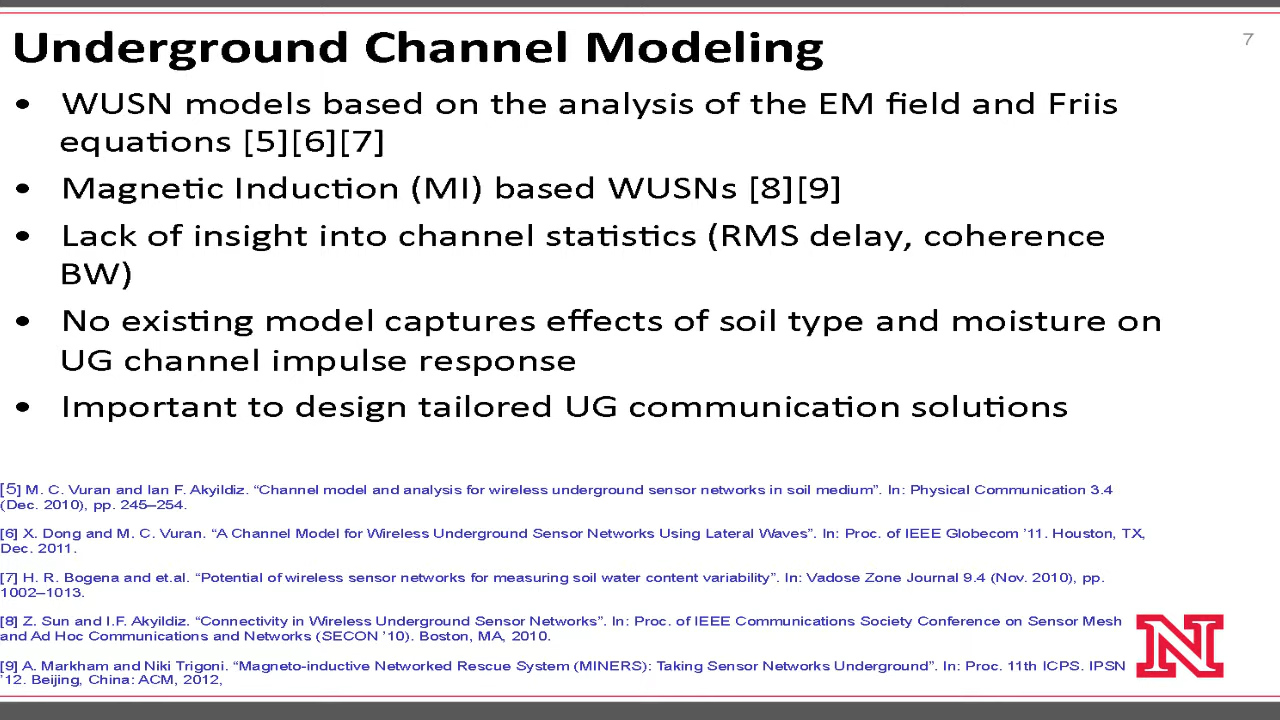 Underground Channel Modeling
7
• WUSN models based on the analysis of the EM field and Friis
equations [5][6][7]
• Magnetic Induction (MI) based WUSNs [8][9]
• Lack of insight into channel statistics (RMS delay, coherence
BW)
• No existing model captures effects of soil type and moisture on
UG channel impulse response
• Important to design tailored UG communication solutions
[5] M. C. Vuran and Ian F. Akyildiz. “Channel model and analysis for wireless underground sensor networks in soil medium”. In: Physical Communication 3.4
(Dec. 2010), pp. 245–254.
[6] X. Dong and M. C. Vuran. “A Channel Model for Wireless Underground Sensor Networks Using Lateral Waves”. In: Proc. of IEEE Globecom ’11. Houston, TX,
Dec. 2011.
[7] H. R. Bogena and et.al. “Potential of wireless sensor networks for measuring soil water content variability”. In: Vadose Zone Journal 9.4 (Nov. 2010), pp.
1002–1013.
[8] Z. Sun and I.F. Akyildiz. “Connectivity in Wireless Underground Sensor Networks”. In: Proc. of IEEE Communications Society Conference on Sensor Mesh
and Ad Hoc Communications and Networks (SECON ’10). Boston, MA, 2010.
[9] A. Markham and Niki Trigoni. “Magneto-inductive Networked Rescue System (MINERS): Taking Sensor Networks Underground”. In: Proc. 11th ICPS. IPSN
’12. Beijing, China: ACM, 2012,
N